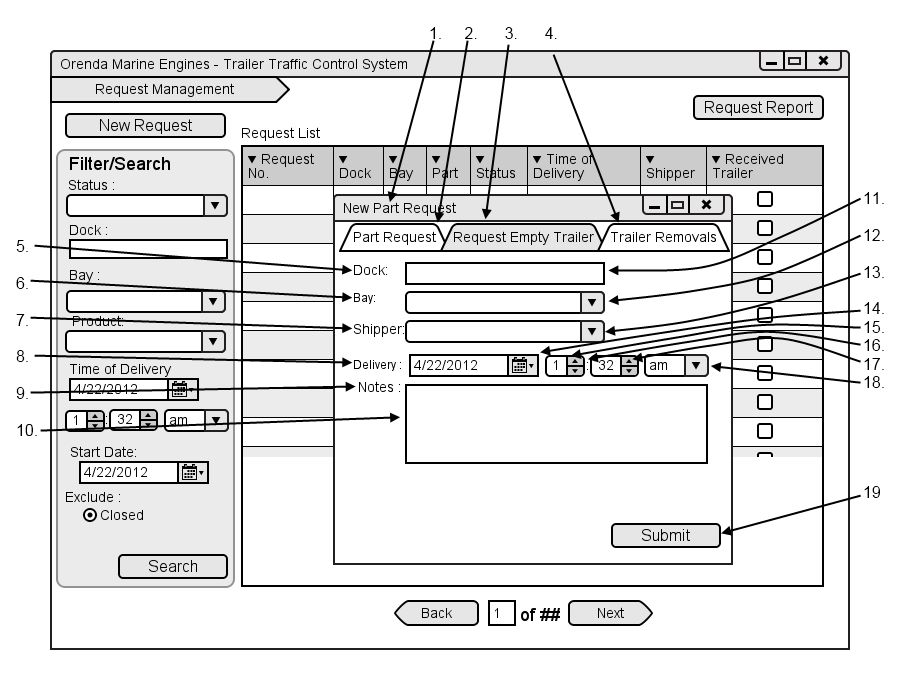 1. 2. 3. 4.
Orenda Marine Engines - Trailer Traffic Control System
Request Management
Request Report
New Request
Request List
Filter/Search
Status :
Dock :
Bay :
Product:
Time of Delivery
4/22/2012
1 : 32 am
Start Date:
4/22/2012
Exclude :
Closed
Search
Request No.
Dock
Bay
Part
Status
Time of Delivery
Shipper
Received Trailer
New Part Request
Part Request
Request Empty Trailer
Trailer Removals
Dock:
Bay:
Shipper:
Delivery :
4/22/2012
1 : 32 am
Notes :
Submit
Back
1
of ##
Next
5.
6.
7.
8.
9.
10.
11.
12.
13.
14.
15.
16.
17.
18.
19